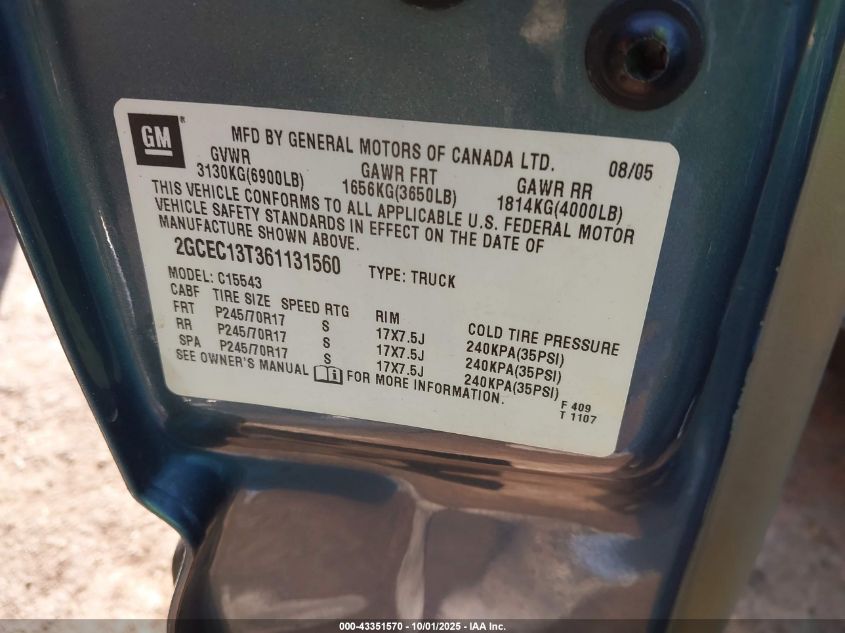 GM ®
MFD BY GENERAL MOTORS OF CANADA LTD. 08/05
GVWR GAWR FRT GAWR RR
3130KG(6900LB) 1656KG(3650LB) 1814KG(4000LB)
THIS VEHICLE CONFORMS TO ALL APPLICABLE U.S. FEDERAL MOTOR
VEHICLE SAFETY STANDARDS IN EFFECT ON THE DATE OF
MANUFACTURE SHOWN ABOVE.
2GCEC13T361131560 TYPE: TRUCK
MODEL: C15543
CABF TIRE SIZE SPEED RTG RIM COLD TIRE PRESSURE
FRT P245/70R17 S 17X7.5J 240KPA(35PSI)
RR P245/70R17 S 17X7.5J 240KPA(35PSI)
SPA P245/70R17 S 17X7.5J 240KPA(35PSI)
SEE OWNER'S MANUAL i FOR MORE INFORMATION.
F 409
T 1107
000-43351570 - 10/01/2025 - IAA Inc.